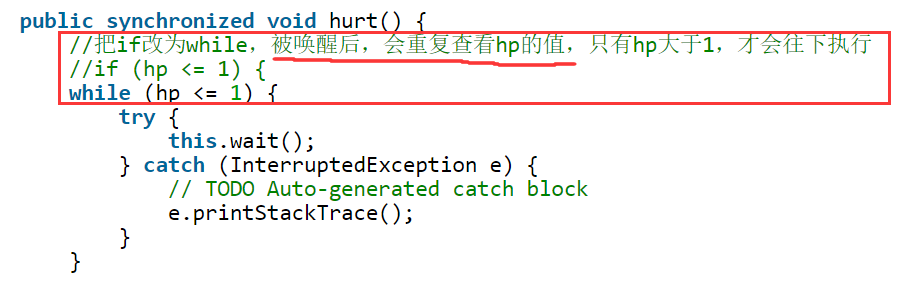 public synchronized void hurt() {
//把if改为while，被唤醒后，会重复查看hp的值，只有hp大于1，才会往下执行
//if (hp <= 1) {
while (hp <= 1) {
try {
this.wait();
} catch (InterruptedException e) {
// TODO Auto-generated catch block
e.printStackTrace();
}
}